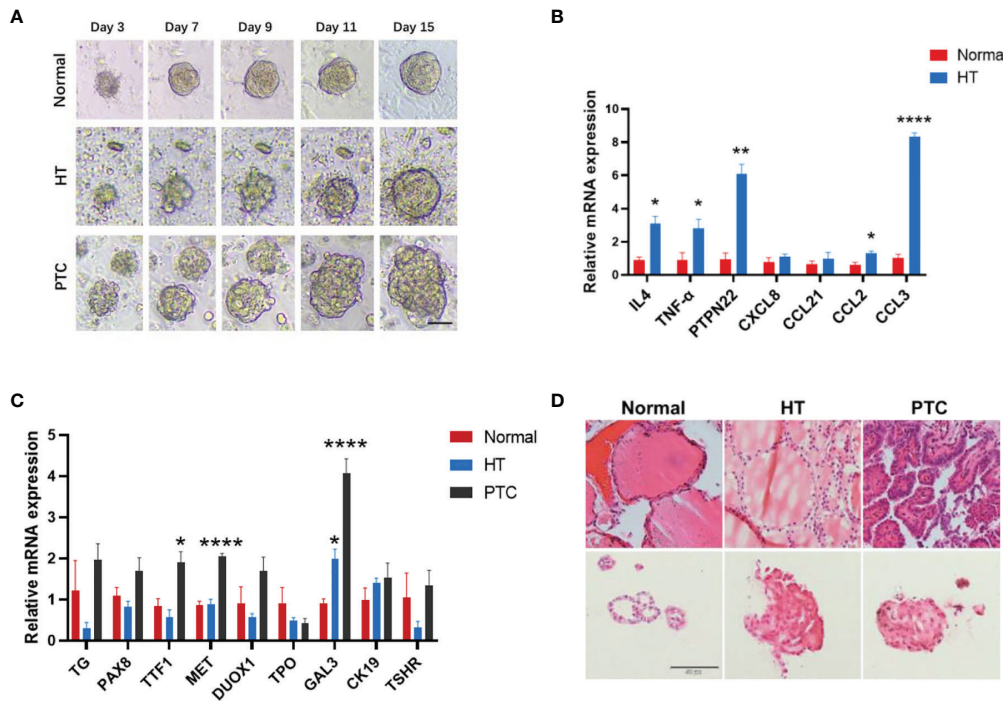 A
Day 3 Day 7 Day 9 Day 11 Day 15
Normal
HT
PTC
B
Norma
HT
Relative mRNA expression
10
8
6
4
2
0
* * ** * ****
IL4 TNF-α PTPN22 CXCL8 CCL21 CCL2 CCL3
C
Normal
HT
PTC
Relative mRNA expression
5
4
3
2
1
0
* **** * ****
TG PAX8 TTF1 MET DUOX1 TPO GAL3 CK19 TSHR
D
Normal HT PTC